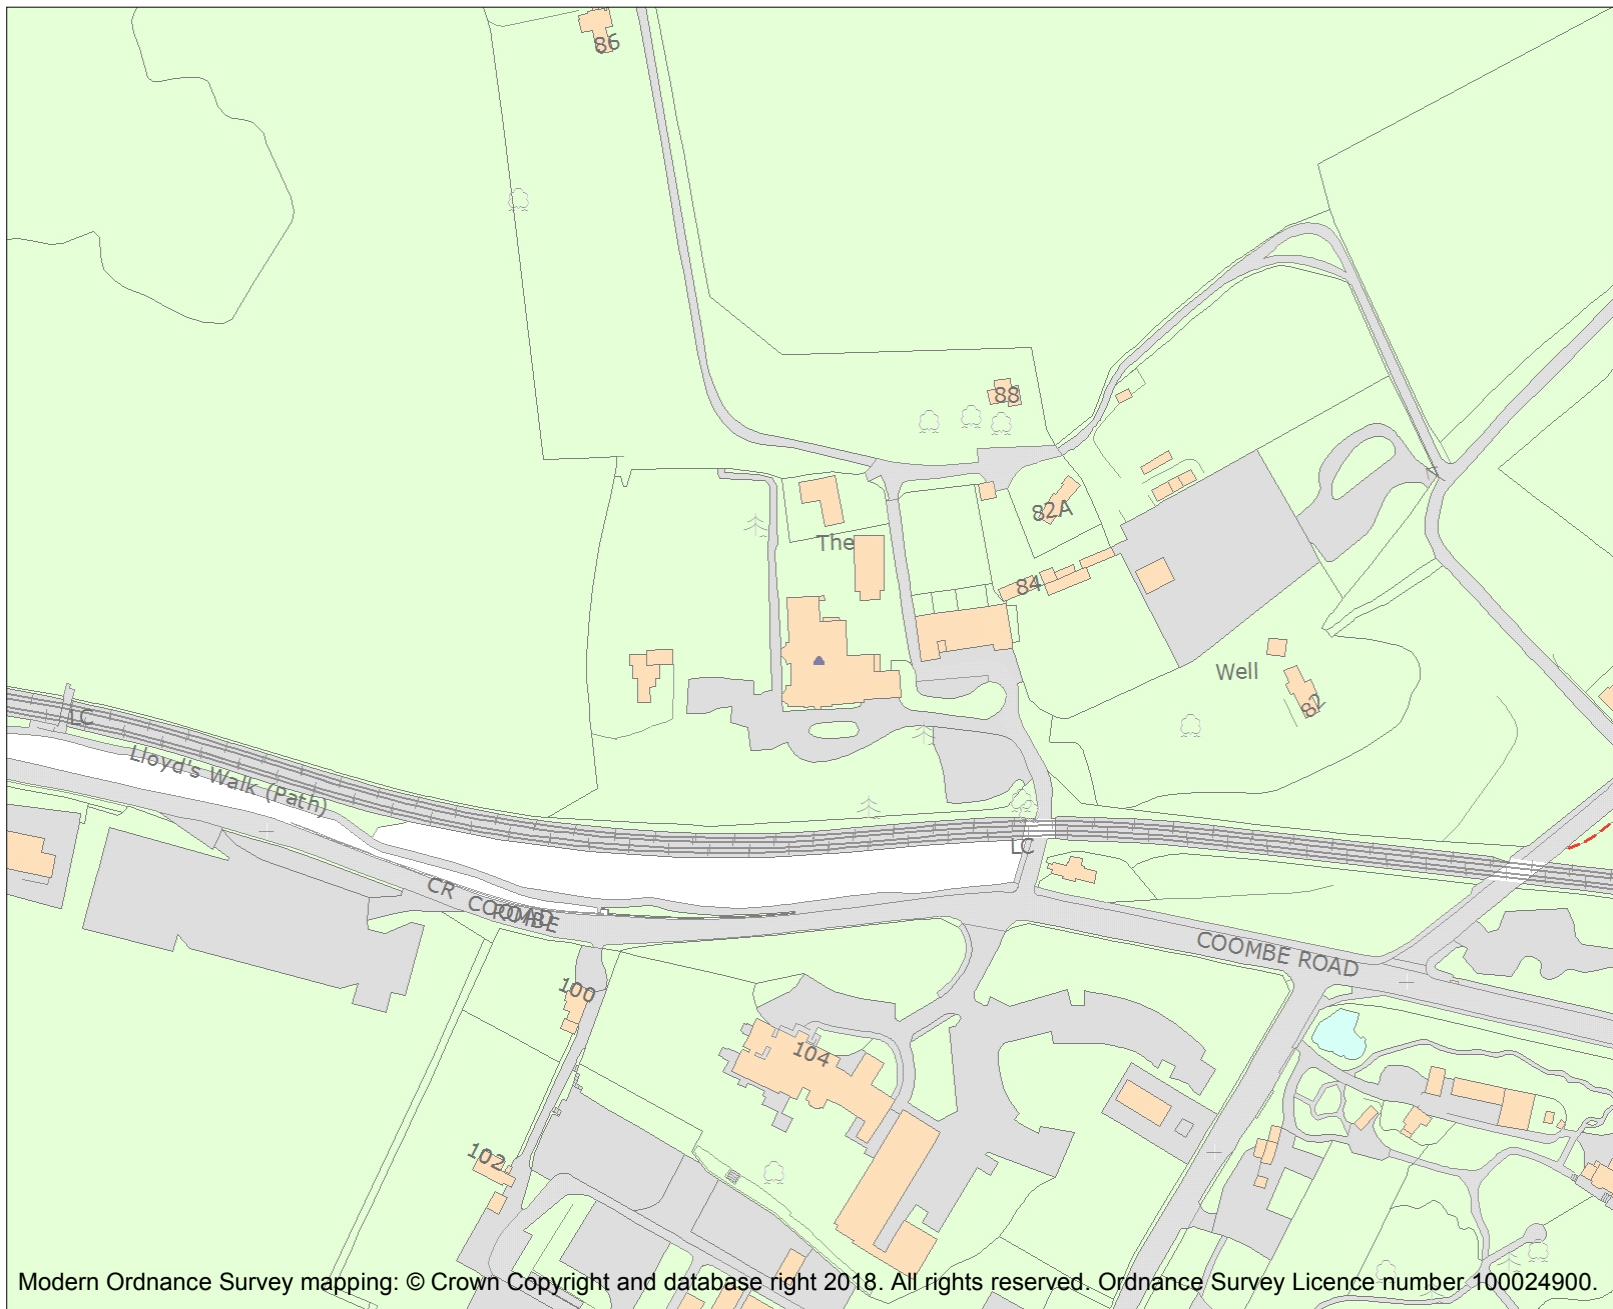 86
88
82A
The
84
Well
82
LC
Lloyd's Walk (Path)
LC
CR
COOMBE
ROAD
COOMBE ROAD
100
104
102
Modern Ordnance Survey mapping: © Crown Copyright and database right 2018. All rights reserved. Ordnance Survey Licence number 100024900.